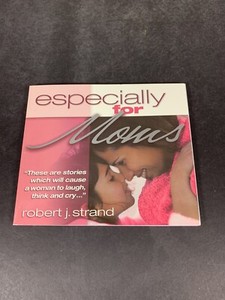 especially
for
Moms
"These are stories
which will cause
a woman to laugh,
think and cry..."
robert j. strand